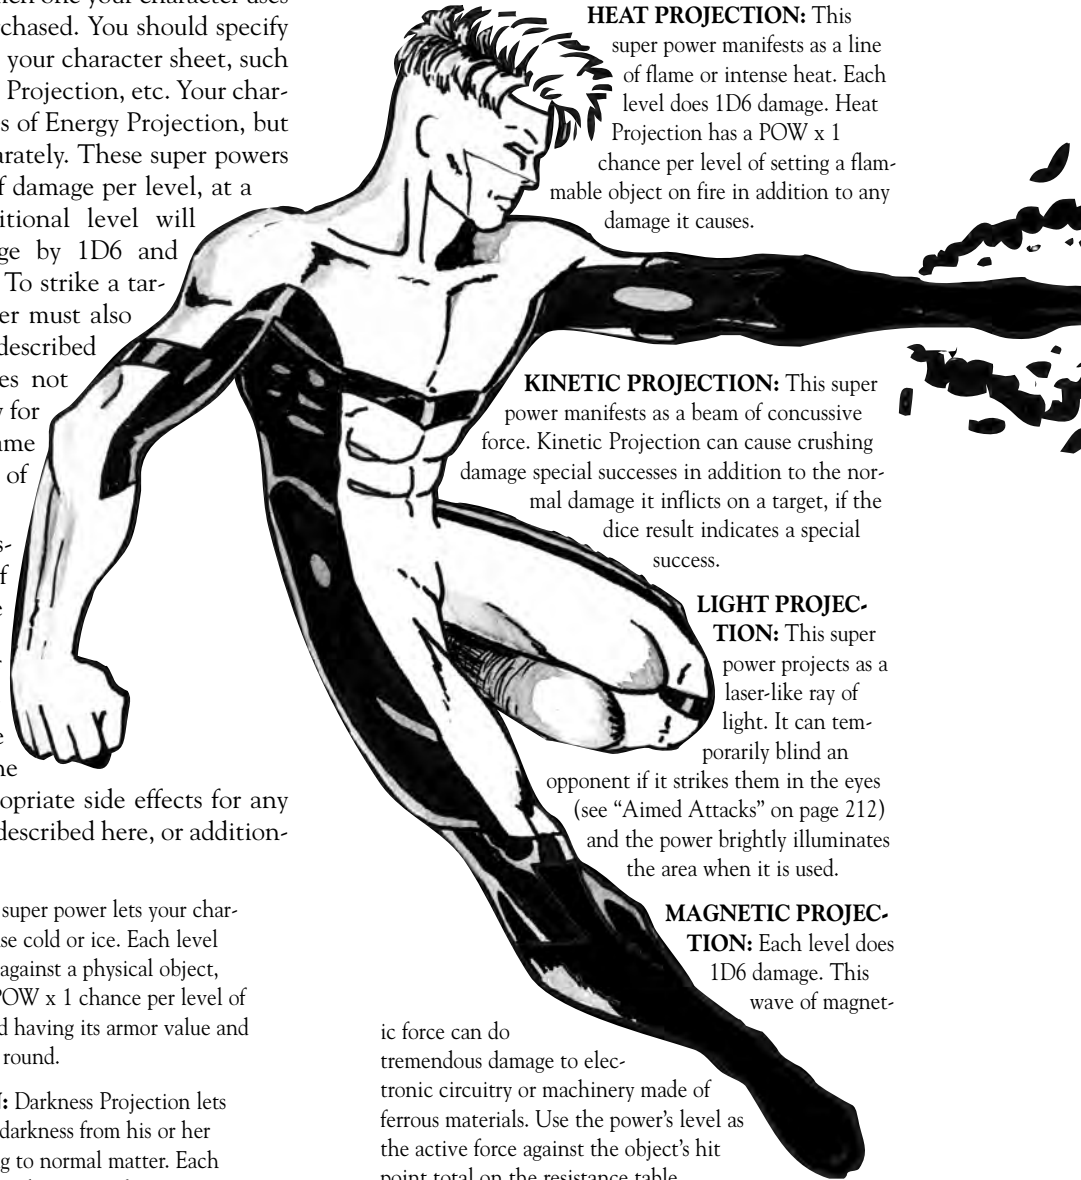 chased. You should specify
your character sheet, such
Projection, etc. Your char-
s of Energy Projection, but
arately. These super powers
f damage per level, at a
itional level will
ge by 1D6 and
To strike a tar-
er must also
described
es not
y for
ame
of
s-
f
e
e
ne
opriate side effects for any
described here, or addition-
super power lets your char-
se cold or ice. Each level
against a physical object,
POW x 1 chance per level of
d having its armor value and
round.
N: Darkness Projection lets
darkness from his or her
g to normal matter. Each
HEAT PROJECTION: This
super power manifests as a line
of flame or intense heat. Each
level does 1D6 damage. Heat
Projection has a POW x 1
chance per level of setting a flam-
mable object on fire in addition to any
damage it causes.
KINETIC PROJECTION: This super
power manifests as a beam of concussive
force. Kinetic Projection can cause crushing
damage special successes in addition to the nor-
mal damage it inflicts on a target, if the
dice result indicates a special
success.
LIGHT PROJEC-
TION: This super
power projects as a
laser-like ray of
light. It can tem-
porarily blind an
opponent if it strikes them in the eyes
(see “Aimed Attacks” on page 212)
and the power brightly illuminates
the area when it is used.
MAGNETIC PROJEC-
TION: Each level does
1D6 damage. This
wave of magnet-
ic force can do
tremendous damage to elec-
tronic circuitry or machinery made of
ferrous materials. Use the power’s level as
the active force against the object’s hit
point total on the resistance table.